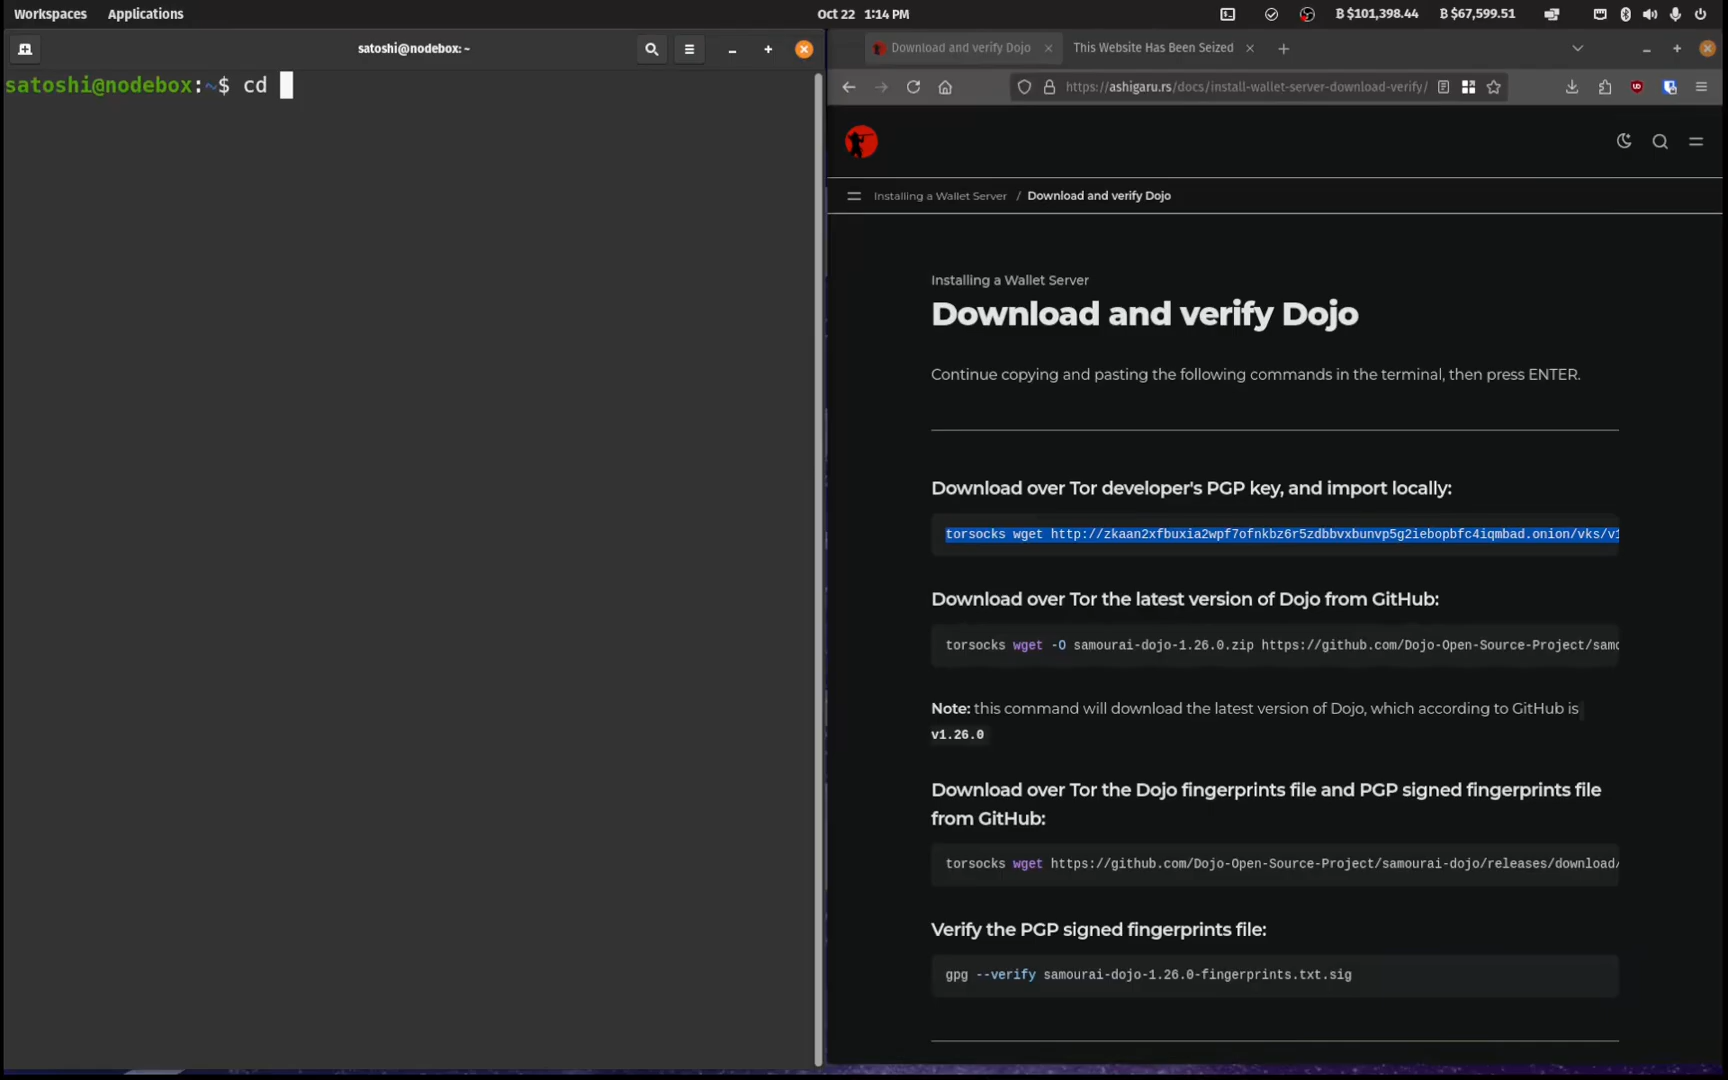 Workspaces Applications
Oct 22 1:14 PM
₿ $101,398.44 ₿ $67,599.51
satoshi@nodebox: ~
satoshi@nodebox:~$ cd
Download and verify Dojo
This Website Has Been Seized
https://ashigaru.rs/docs/install-wallet-server-download-verify/
Installing a Wallet Server / Download and verify Dojo
Installing a Wallet Server
Download and verify Dojo
Continue copying and pasting the following commands in the terminal, then press ENTER.
Download over Tor developer's PGP key, and import locally:
torsocks wget http://zkaan2xfbuxia2wpf7ofnkbz6r5zdbbvxbunvp5g2iebopbfc4iqmbad.onion/vks/v1
Download over Tor the latest version of Dojo from GitHub:
torsocks wget -O samourai-dojo-1.26.0.zip https://github.com/Dojo-Open-Source-Project/samo
Note: this command will download the latest version of Dojo, which according to GitHub is
v1.26.0
Download over Tor the Dojo fingerprints file and PGP signed fingerprints file
from GitHub:
torsocks wget https://github.com/Dojo-Open-Source-Project/samourai-dojo/releases/download/
Verify the PGP signed fingerprints file:
gpg --verify samourai-dojo-1.26.0-fingerprints.txt.sig